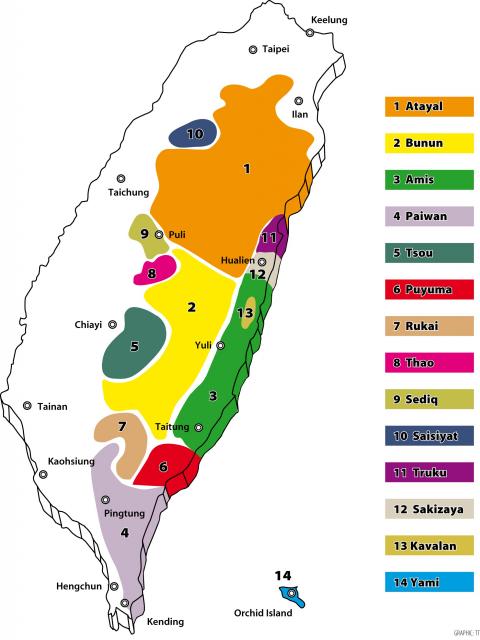 Keelung
Taipei
Ilan
10
1
Taichung
9
Puli
11
Hualien
8
12
2
13
Chiayi
5
Yuli
3
Tainan
7
Taitung
Kaohsiung
6
Pingtung
4
Hengchun
14
Orchid Island
Kending
1 Atayal
2 Bunun
3 Amis
4 Paiwan
5 Tsou
6 Puyuma
7 Rukai
8 Thao
9 Sediq
10 Saisiyat
11 Truku
12 Sakizaya
13 Kavalan
14 Yami
GRAPHIC: TT